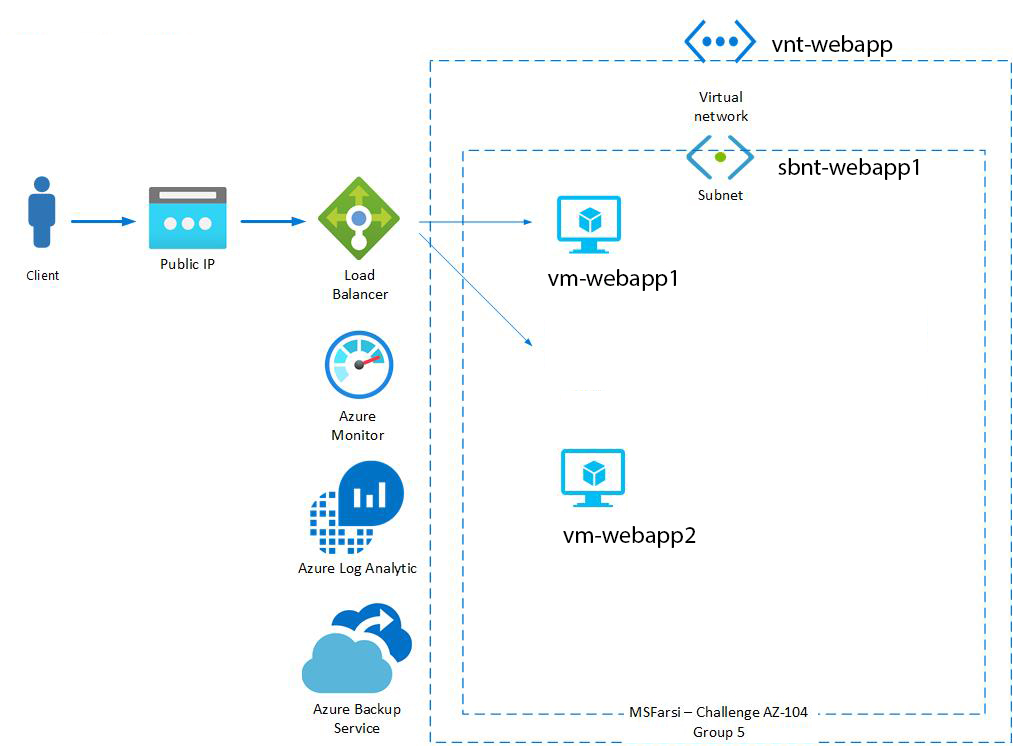 vnt-webapp
Virtual
network
sbnt-webapp1
Subnet
Client
Public IP
Load
Balancer
vm-webapp1
Azure
Monitor
vm-webapp2
Azure Log Analytic
Azure Backup
Service
MSFarsi – Challenge AZ-104
Group 5